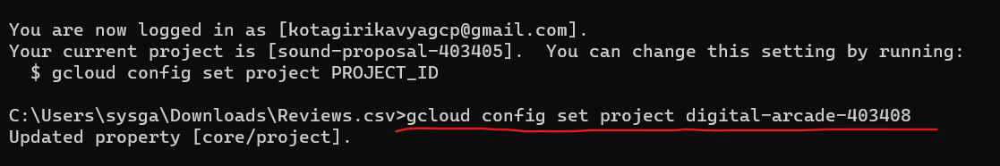 You are now logged in as [kotagirikavyagcp@gmail.com].
Your current project is [sound-proposal-403405].  You can change this setting by running:
  $ gcloud config set project PROJECT_ID
C:\Users\sysga\Downloads\Reviews.csv>gcloud config set project digital-arcade-403408
Updated property [core/project].